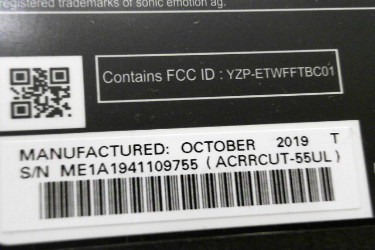 registered trademarks of sonic emotion ag.
Contains FCC ID : YZP-ETWFFTBC01
MANUFACTURED: OCTOBER 2019 T
S/N ME1A1941109755 (ACRRCUT-55UL)